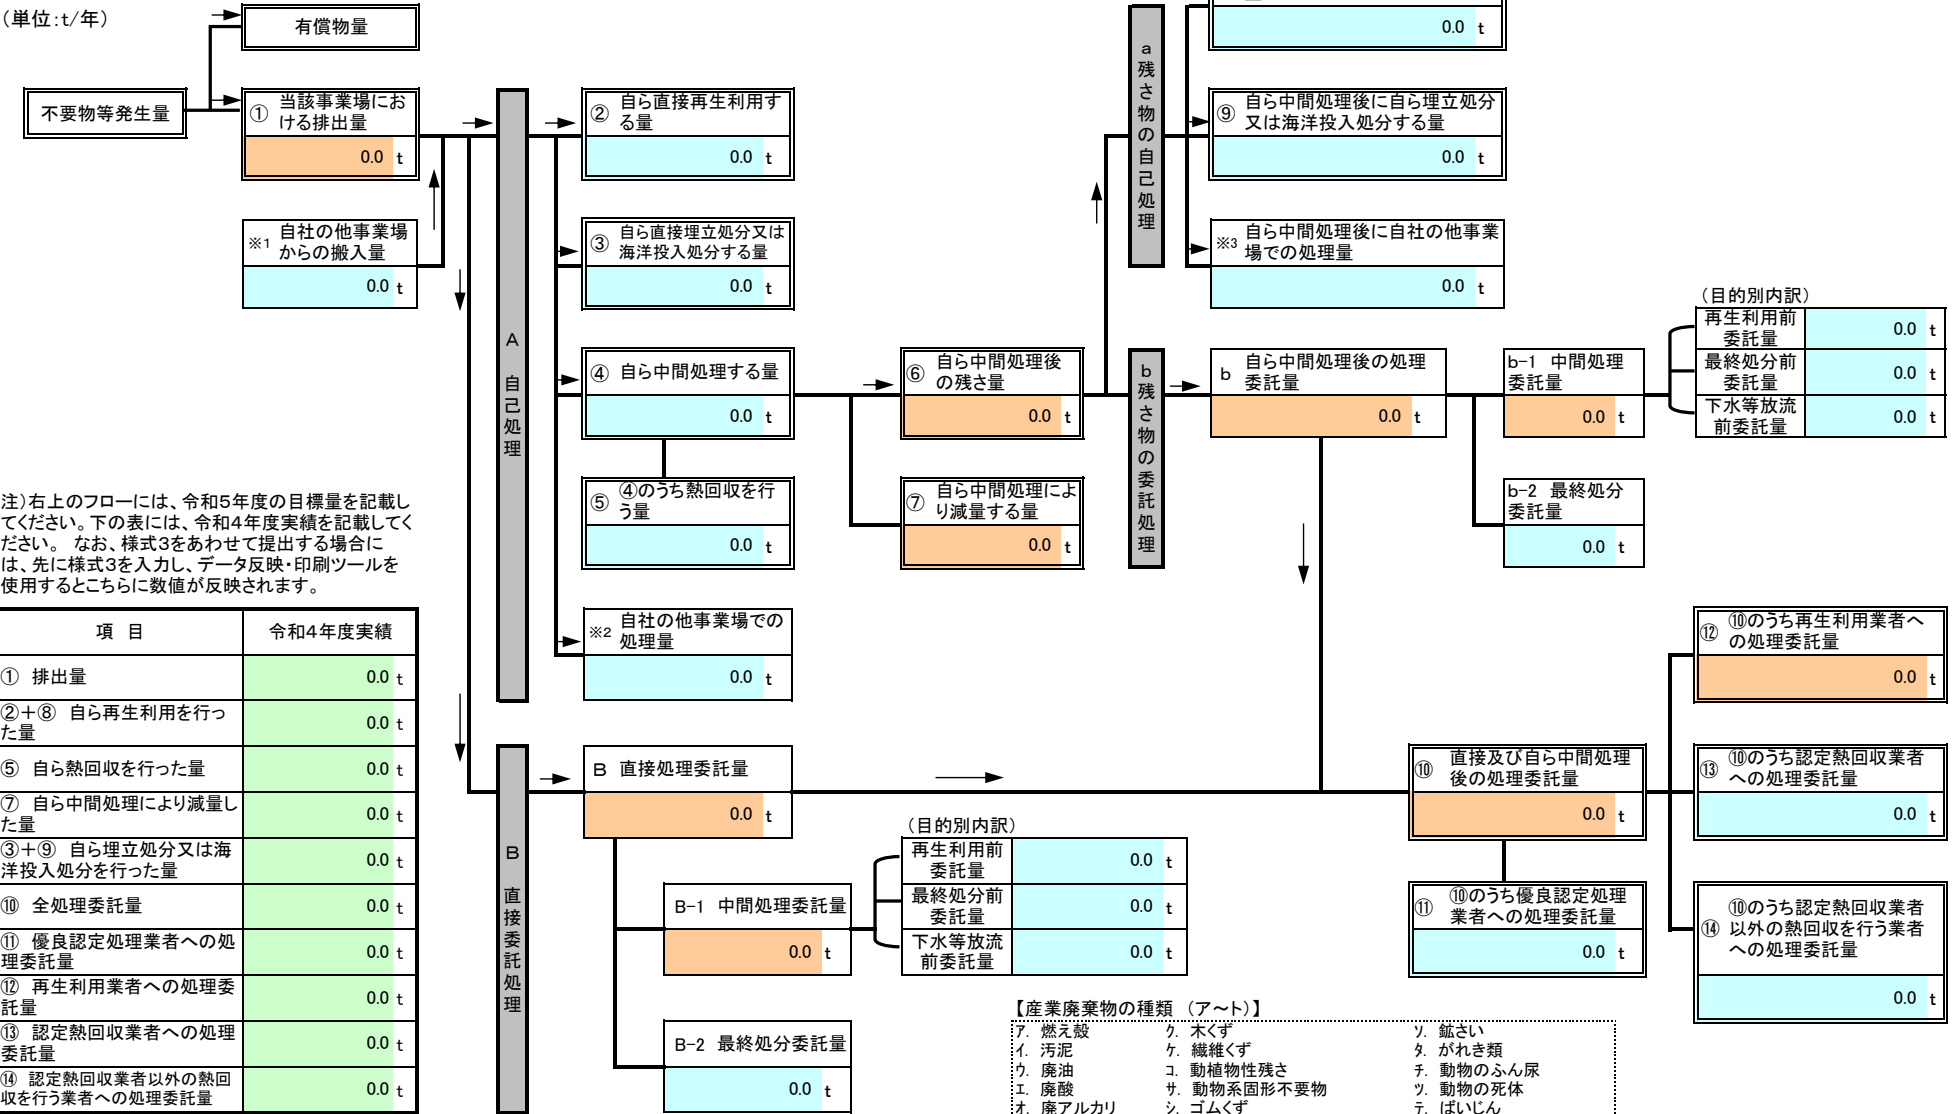 (単位:t/年)
有償物量
不要物等発生量
① 当該事業場にお
ける排出量
0.0 t
※1 自社の他事業場
からの搬入量
0.0 t
A 自己処理
② 自ら直接再生利用す
る量
0.0 t
③ 自ら直接埋立処分又は
海洋投入処分する量
0.0 t
④ 自ら中間処理する量
0.0 t
⑤ ④のうち熱回収を行
う量
0.0 t
※2 自社の他事業場での
処理量
0.0 t
⑥ 自ら中間処理後
の残さ量
0.0 t
⑦ 自ら中間処理によ
り減量する量
0.0 t
a 残さ物の自己処理
0.0 t
⑨ 自ら中間処理後に自ら埋立処分
又は海洋投入処分する量
0.0 t
※3 自ら中間処理後に自社の他事業
場での処理量
0.0 t
b 残さ物の委託処理
b 自ら中間処理後の処理
委託量
0.0 t
b-1 中間処理
委託量
0.0 t
b-2 最終処分
委託量
0.0 t
(目的別内訳)
再生利用前
委託量
0.0 t
最終処分前
委託量
0.0 t
下水等放流
前委託量
0.0 t
注)右上のフローには、令和5年度の目標量を記載し
てください。下の表には、令和4年度実績を記載してく
ださい。 なお、様式3をあわせて提出する場合に
は、先に様式3を入力し、データ反映・印刷ツールを
使用するとこちらに数値が反映されます。
項 目 令和4年度実績
① 排出量 0.0 t
②+⑧ 自ら再生利用を行っ
た量 0.0 t
⑤ 自ら熱回収を行った量 0.0 t
⑦ 自ら中間処理により減量し
た量 0.0 t
③+⑨ 自ら埋立処分又は海
洋投入処分を行った量 0.0 t
⑩ 全処理委託量 0.0 t
⑪ 優良認定処理業者への処
理委託量 0.0 t
⑫ 再生利用業者への処理委
託量 0.0 t
⑬ 認定熱回収業者への処理
委託量 0.0 t
⑭ 認定熱回収業者以外の熱回
収を行う業者への処理委託量 0.0 t
B 直接委託処理
B 直接処理委託量
0.0 t
B-1 中間処理委託量
0.0 t
B-2 最終処分委託量
0.0 t
(目的別内訳)
再生利用前
委託量
0.0 t
最終処分前
委託量
0.0 t
下水等放流
前委託量
0.0 t
⑩ 直接及び自ら中間処理
後の処理委託量
0.0 t
⑪ ⑩のうち優良認定処理
業者への処理委託量
0.0 t
⑫ ⑩のうち再生利用業者へ
の処理委託量
0.0 t
⑬ ⑩のうち認定熱回収業者
への処理委託量
0.0 t
⑭ ⑩のうち認定熱回収業者
以外の熱回収を行う業者
への処理委託量
0.0 t
【産業廃棄物の種類 (ア~ト)】
ア. 燃え殻 ク. 木くず ソ. 鉱さい
イ. 汚泥 ケ. 繊維くず タ. がれき類
ウ. 廃油 コ. 動植物性残さ チ. 動物のふん尿
エ. 廃酸 サ. 動物系固形不要物 ツ. 動物の死体
オ. 廃アルカリ シ. ゴムくず テ. ばいじん